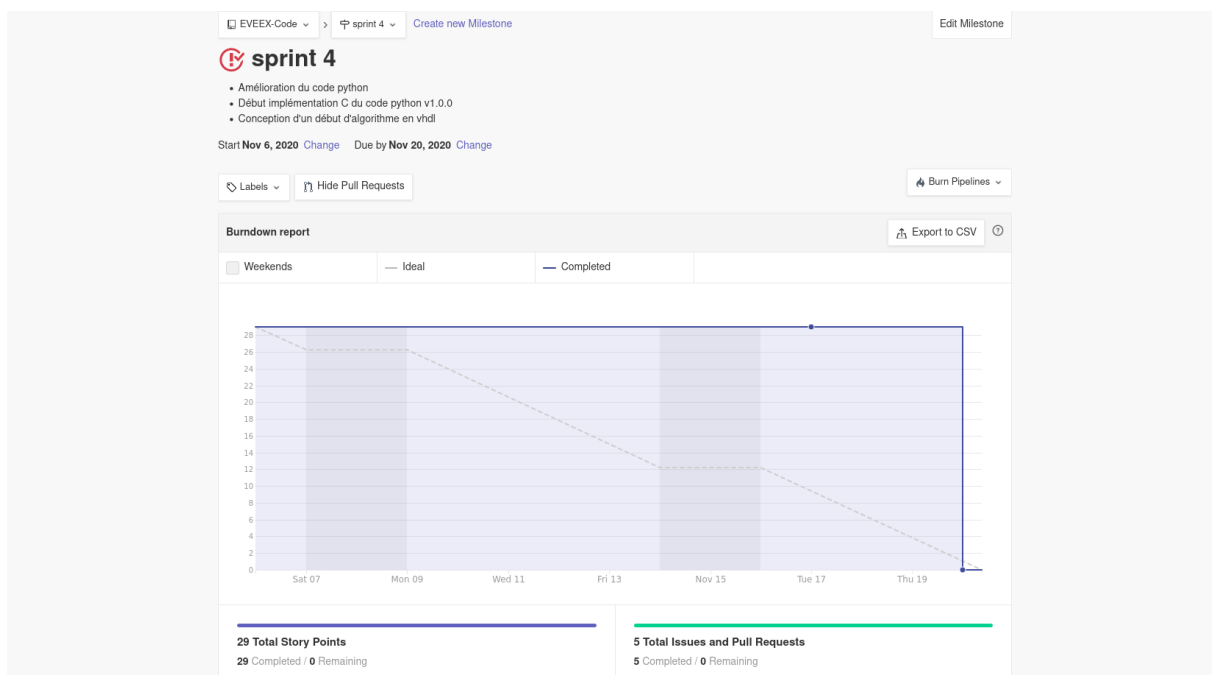 EVEEX-Code > sprint 4 Create new Milestone Edit Milestone
sprint 4
• Amélioration du code python
• Début implémentation C du code python v1.0.0
• Conception d'un début d'algorithme en vhdl
Start Nov 6, 2020 Change Due by Nov 20, 2020 Change
Labels Hide Pull Requests Burn Pipelines
Burndown report Export to CSV
Weekends Ideal Completed
28
26
24
22
20
18
16
14
12
10
8
6
4
2
0
Sat 07 Mon 09 Wed 11 Fri 13 Nov 15 Tue 17 Thu 19
29 Total Story Points 5 Total Issues and Pull Requests
29 Completed / 0 Remaining 5 Completed / 0 Remaining